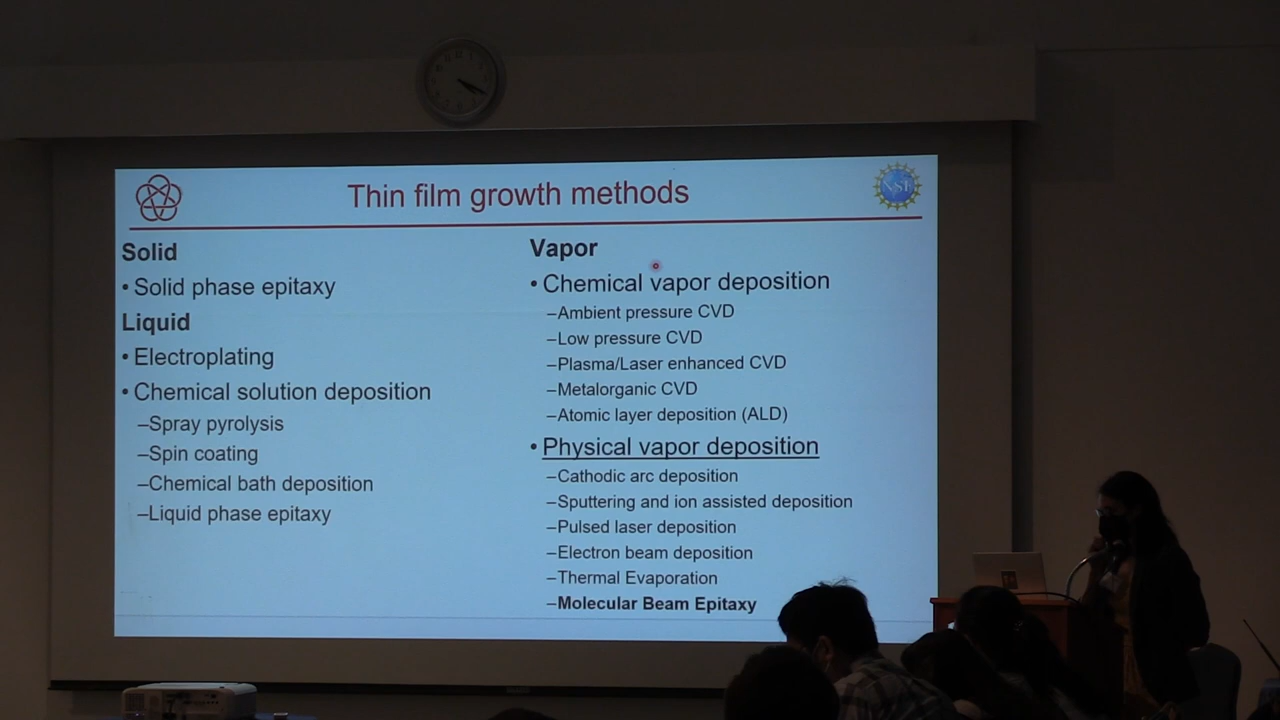 Thin film growth methods
NSF
Solid
• Solid phase epitaxy
Liquid
• Electroplating
• Chemical solution deposition
–Spray pyrolysis
–Spin coating
–Chemical bath deposition
–Liquid phase epitaxy
Vapor
• Chemical vapor deposition
–Ambient pressure CVD
–Low pressure CVD
–Plasma/Laser enhanced CVD
–Metalorganic CVD
–Atomic layer deposition (ALD)
• Physical vapor deposition
–Cathodic arc deposition
–Sputtering and ion assisted deposition
–Pulsed laser deposition
–Electron beam deposition
–Thermal Evaporation
–Molecular Beam Epitaxy